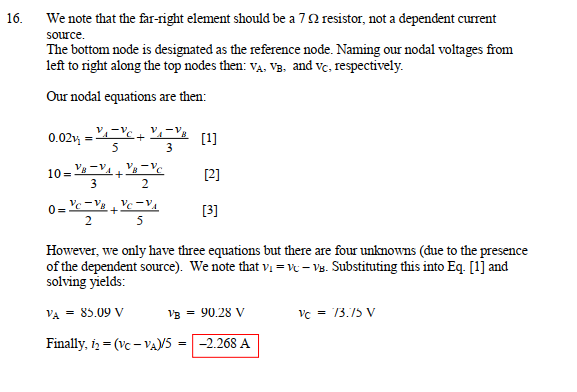 16. We note that the far-right element should be a 7 Ω resistor, not a dependent current
source.
The bottom node is designated as the reference node. Naming our nodal voltages from
left to right along the top nodes then: vA, vB, and vC, respectively.
Our nodal equations are then:
0.02v₁ = (vA − vC)/5 + (vA − vB)/3 [1]
10 = (vB − vA)/3 + (vB − vC)/2 [2]
0 = (vC − vB)/2 + (vC − vA)/5 [3]
However, we only have three equations but there are four unknowns (due to the presence
of the dependent source). We note that v₁ = vC – vB. Substituting this into Eq. [1] and
solving yields:
vA = 85.09 V vB = 90.28 V vC = 73.75 V
Finally, i₂ = (vC – vA)/5 = –2.268 A